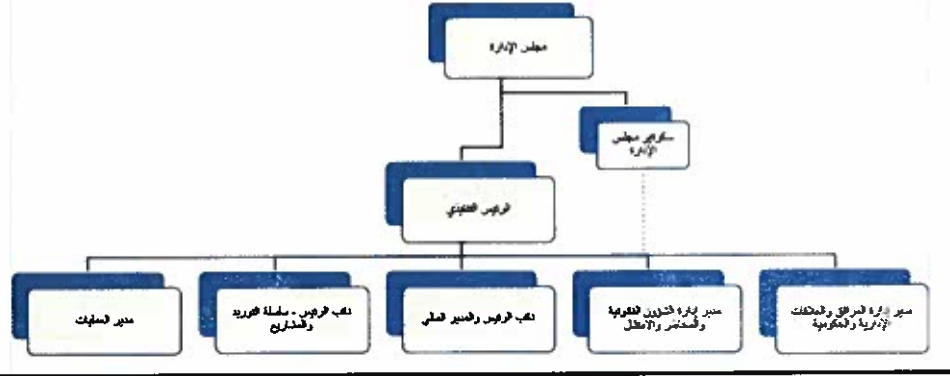 مجلس الإدارة
سكرتير مجلس
الإدارة
الرئيس التنفيذي
مدير إدارة المرافق والعلاقات
الإدارية والحكومية
مدير إدارة الشؤون القانونية
والمخاطر والامتثال
نائب الرئيس والمدير المالي
نائب الرئيس - سلسلة التوريد
والمشاريع
مدير العمليات